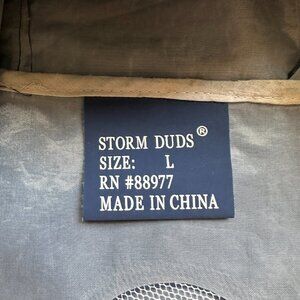 STORM DUDS®
SIZE: L
RN #88977
MADE IN CHINA